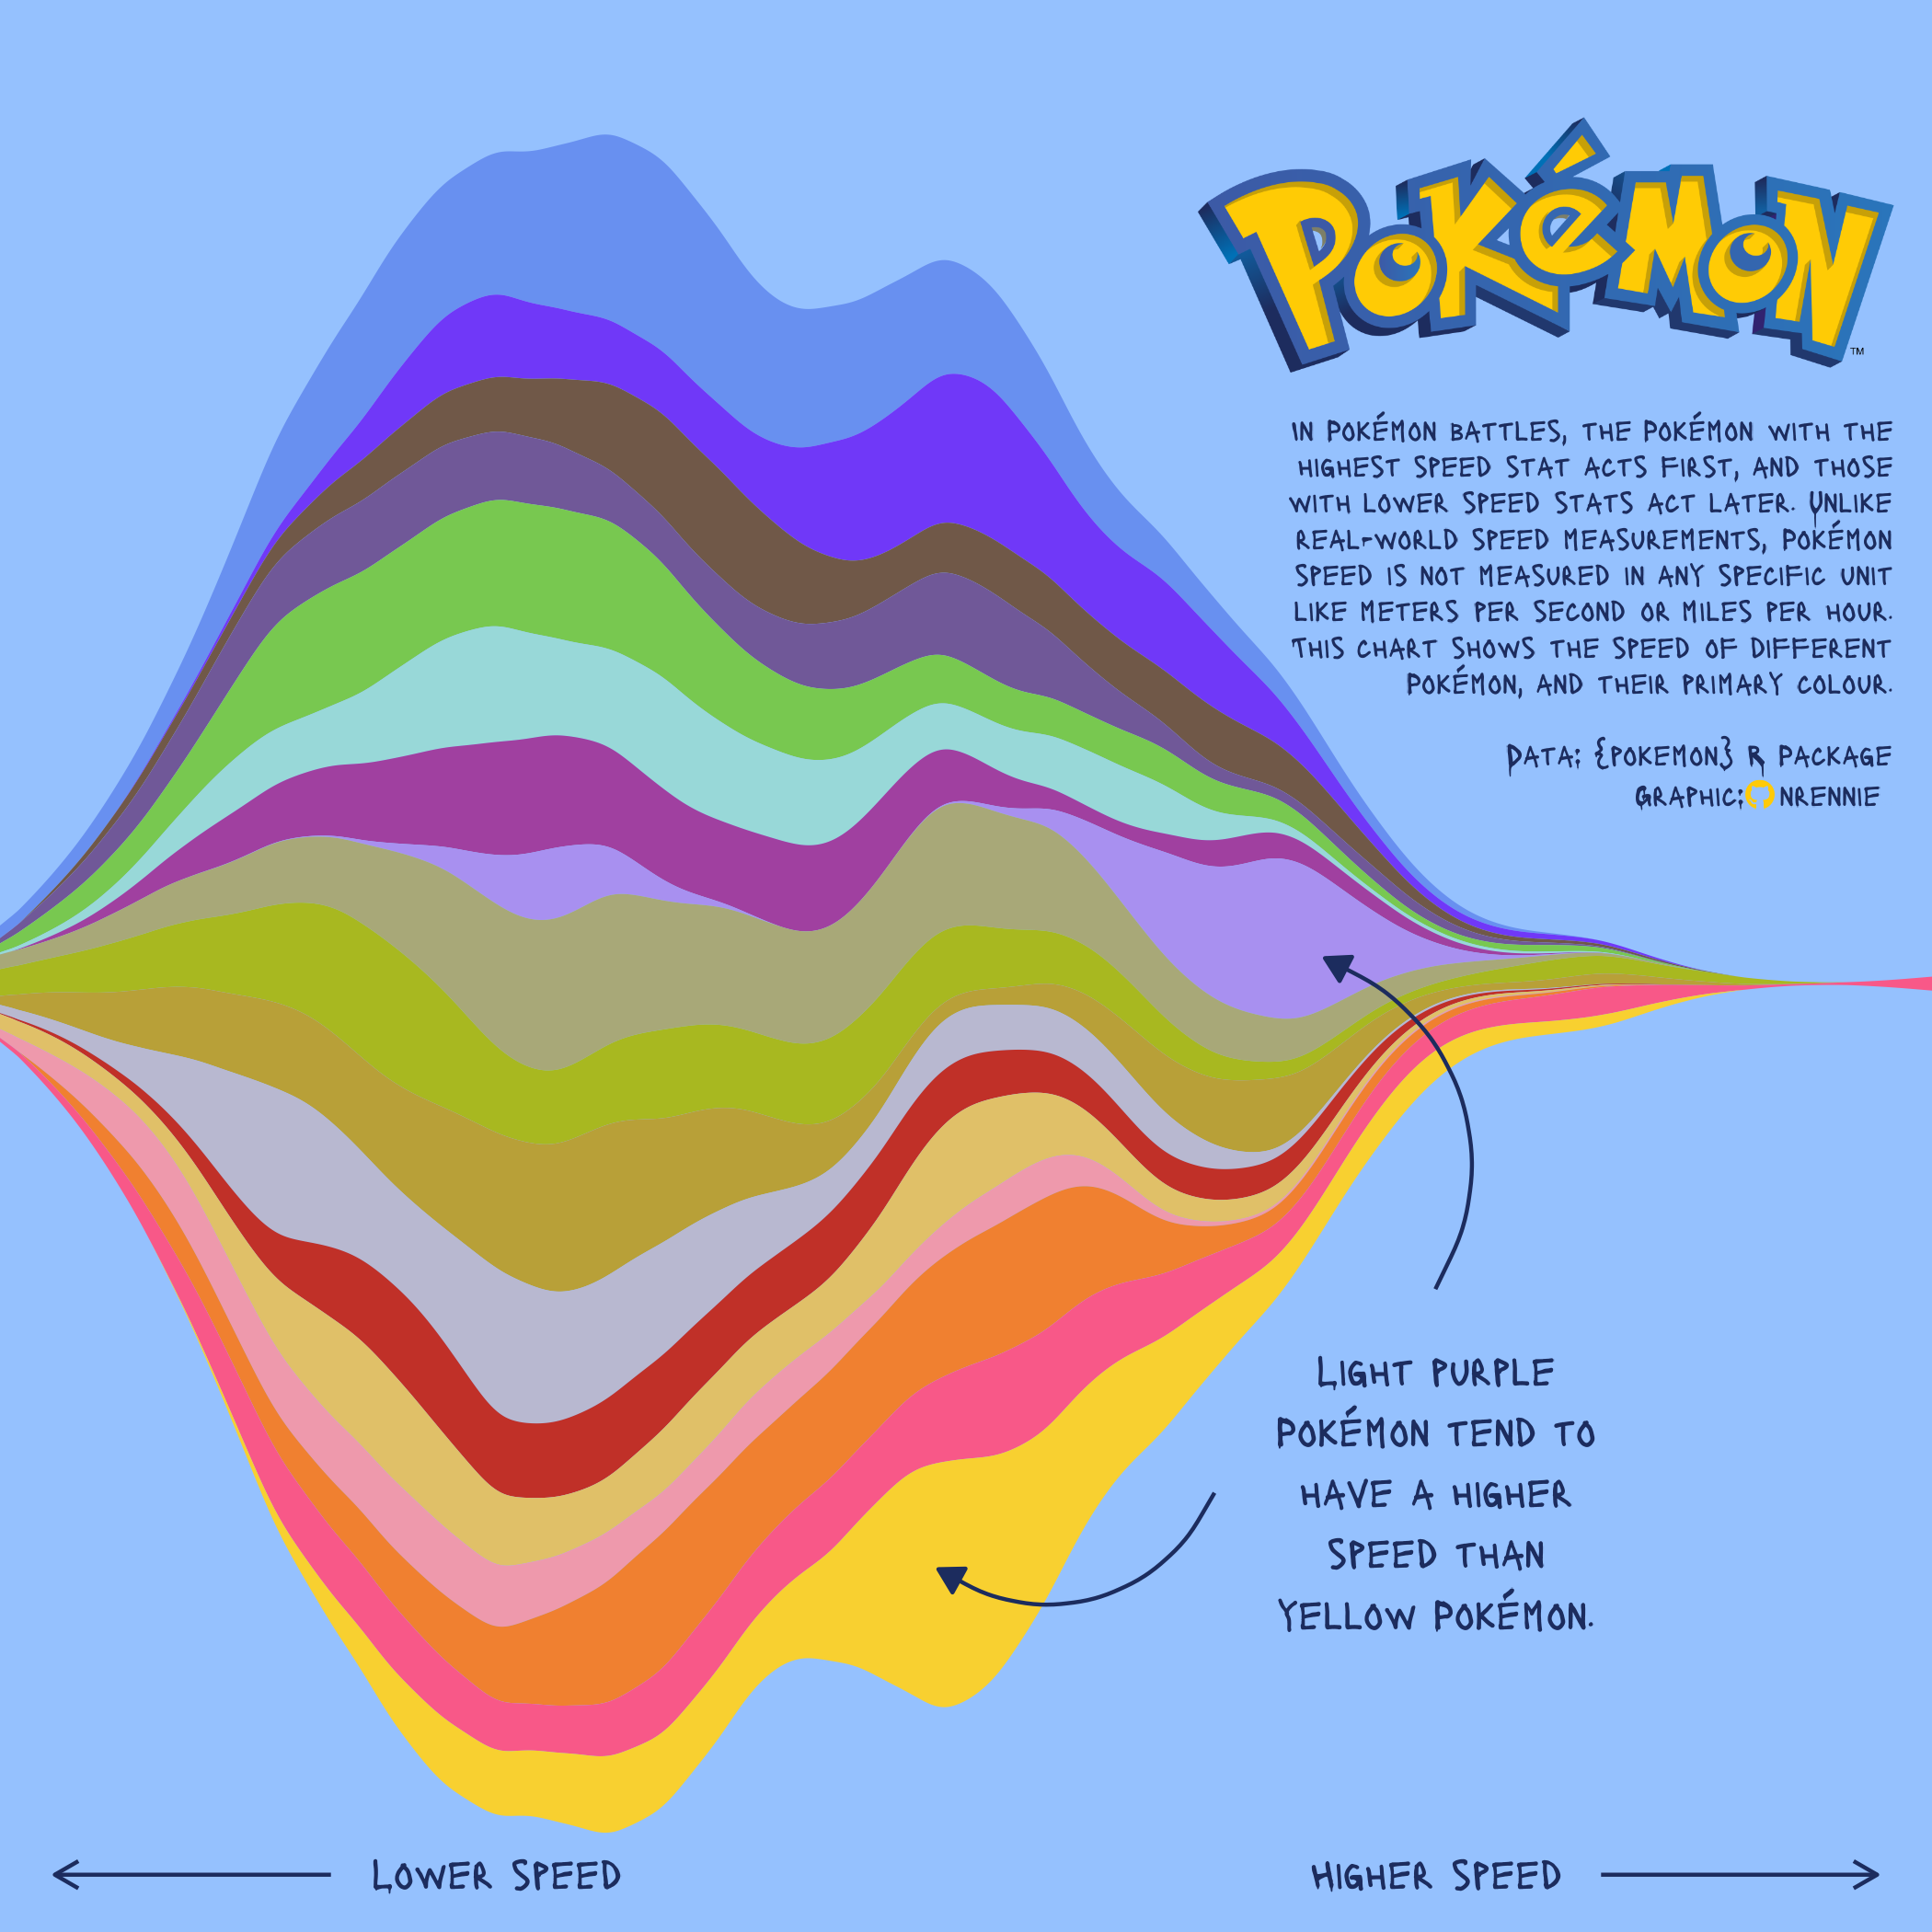 POKéMON
™
IN POKÉMON BATTLES, THE POKÉMON WITH THE
HIGHEST SPEED STAT ACTS FIRST, AND THOSE
WITH LOWER SPEED STATS ACT LATER. UNLIKE
REAL-WORLD SPEED MEASUREMENTS, POKÉMON
SPEED IS NOT MEASURED IN ANY SPECIFIC UNIT
LIKE METERS PER SECOND OR MILES PER HOUR.
THIS CHART SHOWS THE SPEED OF DIFFERENT
POKÉMON, AND THEIR PRIMARY COLOUR.
DATA: {POKEMON} R PACKAGE
GRAPHIC: NRENNIE
LIGHT PURPLE
POKÉMON TEND TO
HAVE A HIGHER
SPEED THAN
YELLOW POKÉMON.
LOWER SPEED
HIGHER SPEED